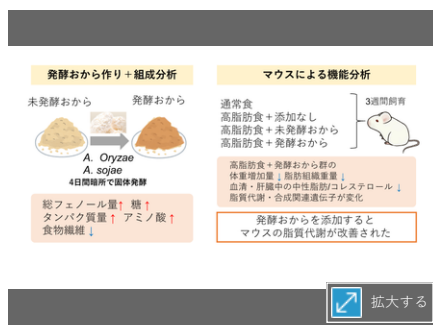 発酵おから作り＋組成分析
未発酵おから
発酵おから
A. Oryzae
A. sojae
4日間暗所で固体発酵
総フェノール量↑ 糖↑
タンパク質量↑ アミノ酸↑
食物繊維↓
マウスによる機能分析
通常食
高脂肪食＋添加なし
高脂肪食＋未発酵おから
高脂肪食＋発酵おから
3週間飼育
高脂肪食＋発酵おから群の
体重増加量↓ 脂肪組織重量↓
血清・肝臓中の中性脂肪/コレステロール↓
脂質代謝・合成関連遺伝子が変化
発酵おからを添加すると
マウスの脂質代謝が改善された
拡大する